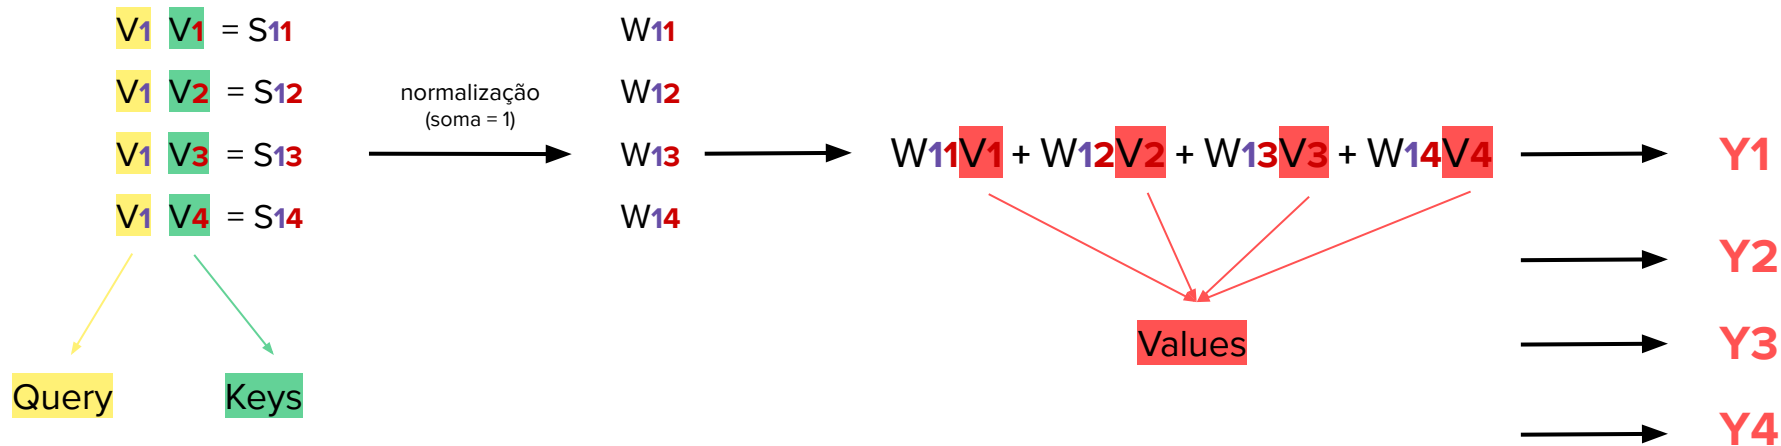 V1 V1 = S11
V1 V2 = S12
V1 V3 = S13
V1 V4 = S14
Query
Keys
normalização
(soma = 1)
W11
W12
W13
W14
W11V1 + W12V2 + W13V3 + W14V4
Values
Y1
Y2
Y3
Y4